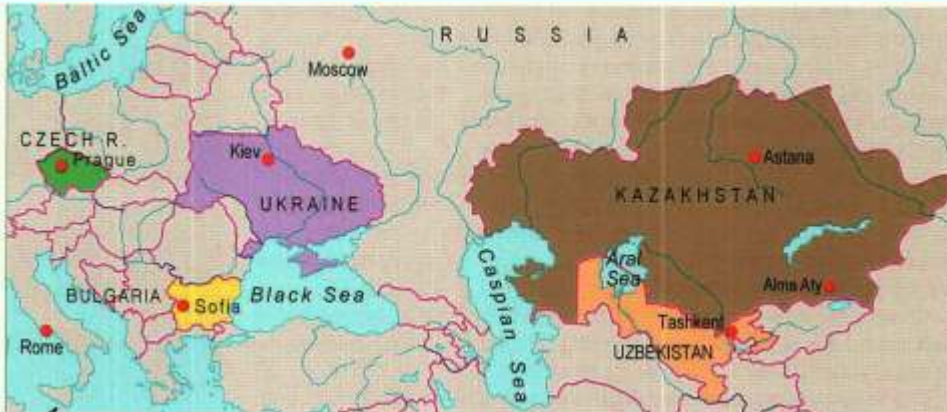 Baltic Sea
RUSSIA
Moscow
CZECH R.
Prague
Kiev
UKRAINE
Astana
KAZAKHSTAN
Aral
Sea
Caspian Sea
BULGARIA
Sofia
Black Sea
Alma Aty
Tashkent
UZBEKISTAN
Rome